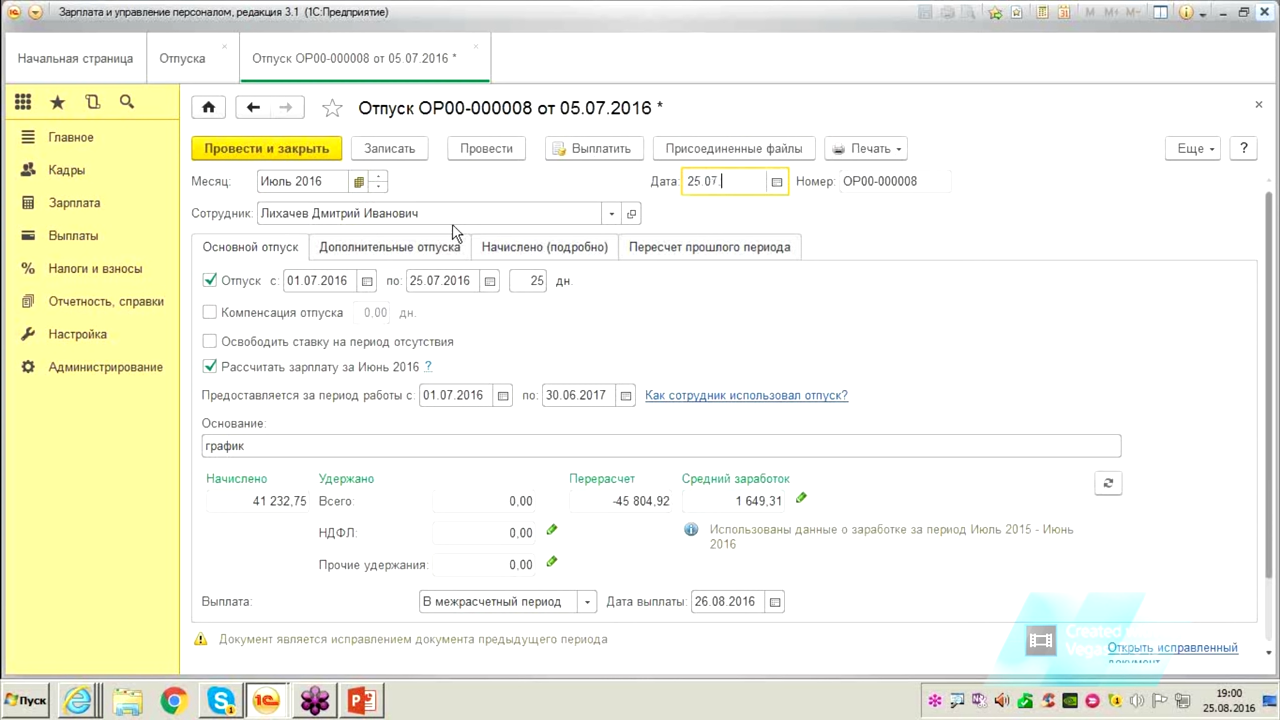 Зарплата и управление персоналом, редакция 3.1 (1С:Предприятие)
M M+ M-
Начальная страница
Отпуска
Отпуск ОР00-000008 от 05.07.2016 *
Отпуск ОР00-000008 от 05.07.2016 *
Главное
Кадры
Зарплата
Выплаты
Налоги и взносы
Отчетность, справки
Настройка
Администрирование
Провести и закрыть
Записать
Провести
Выплатить
Присоединенные файлы
Печать
Еще
?
Месяц: Июль 2016
Дата: 25.07.
Номер: ОР00-000008
Сотрудник: Лихачев Дмитрий Иванович
Основной отпуск
Дополнительные отпуска
Начислено (подробно)
Пересчет прошлого периода
Отпуск с: 01.07.2016 по: 25.07.2016 25 дн.
Компенсация отпуска 0,00 дн.
Освободить ставку на период отсутствия
Рассчитать зарплату за Июнь 2016 ?
Предоставляется за период работы с: 01.07.2016 по: 30.06.2017 Как сотрудник использовал отпуск?
Основание:
график
Начислено Удержано Перерасчет Средний заработок
41 232,75 Всего: 0,00 -45 804,92 1 649,31
НДФЛ: 0,00
Использованы данные о заработке за период Июль 2015 - Июнь
2016
Прочие удержания: 0,00
Выплата: В межрасчетный период Дата выплаты: 26.08.2016
Документ является исправлением документа предыдущего периода
Created
Vegas
Открыть исправленный
документ
Пуск
19:00
25.08.2016